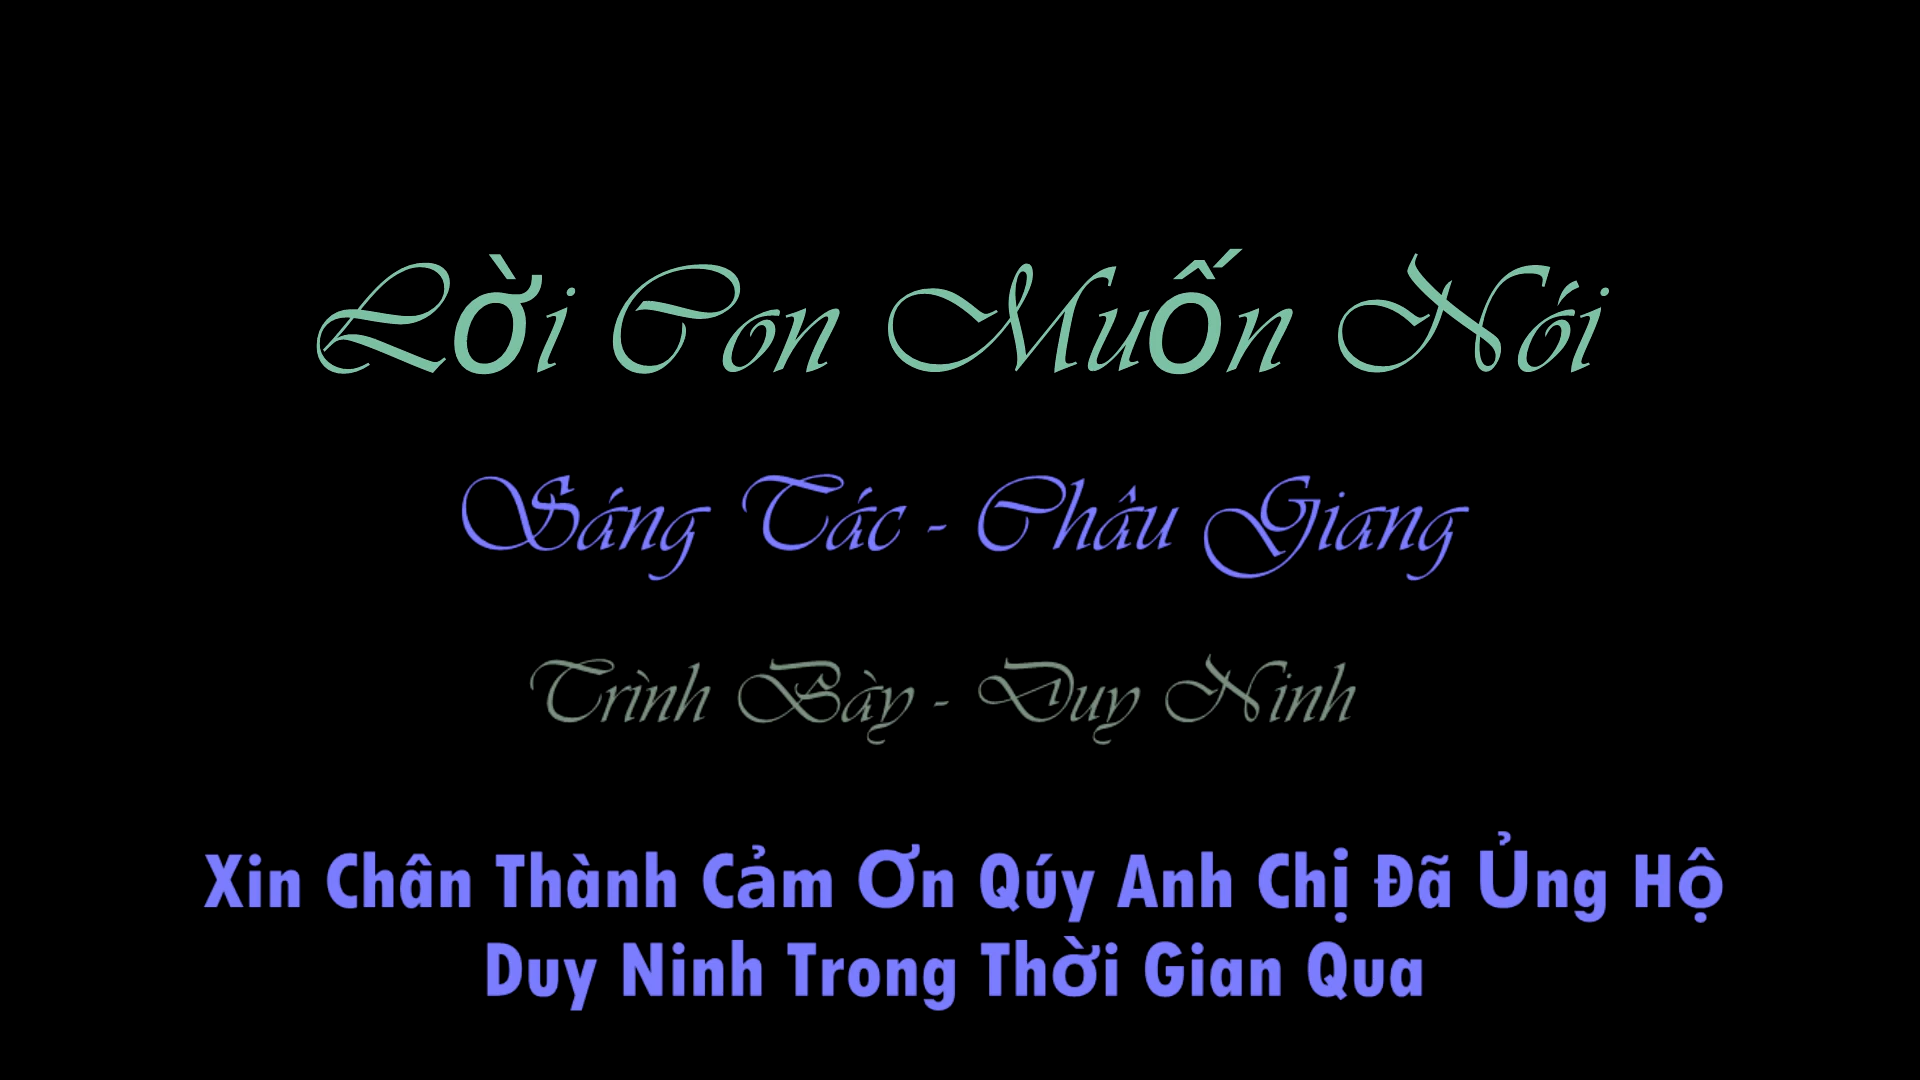 Lời Con Muốn Nói
Sáng Tác - Châu Giang
Trình Bày - Duy Ninh
Xin Chân Thành Cảm Ơn Qúy Anh Chị Đã Ủng Hộ
Duy Ninh Trong Thời Gian Qua